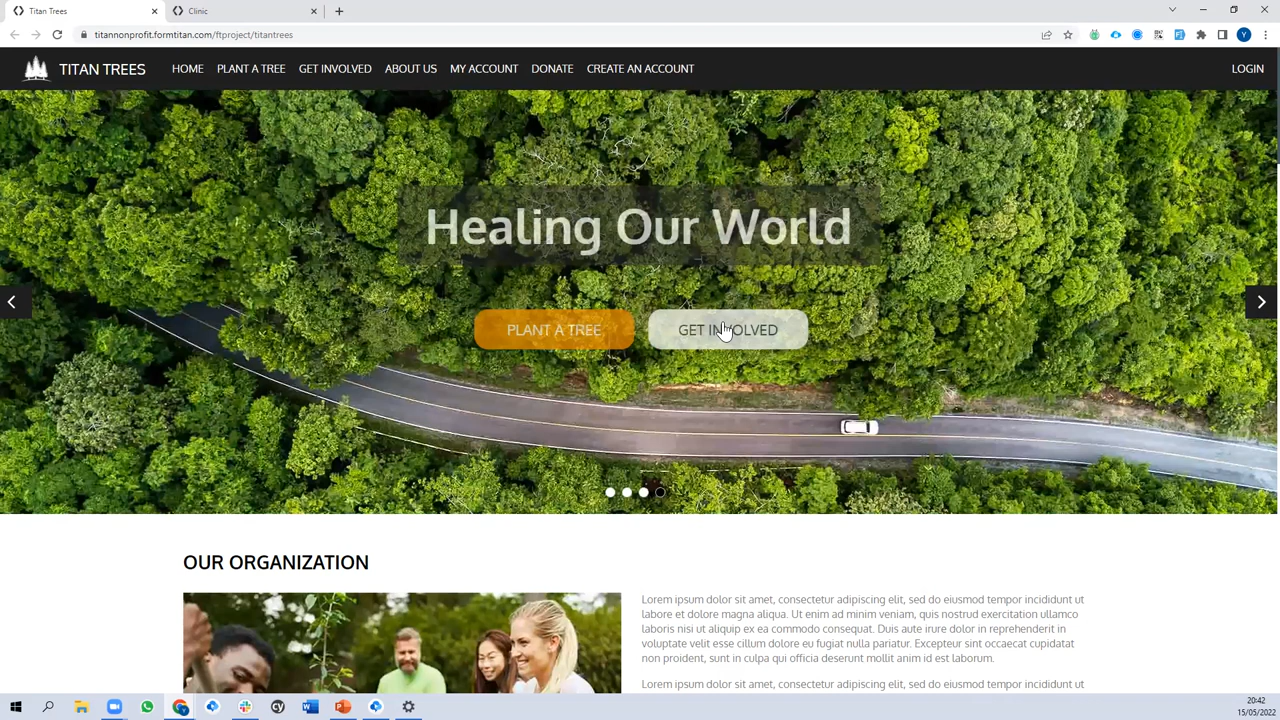 Titan Trees
Clinic
titannonprofit.formtitan.com/ftproject/titantrees
Y
TITAN TREES
HOME
PLANT A TREE
GET INVOLVED
ABOUT US
MY ACCOUNT
DONATE
CREATE AN ACCOUNT
LOGIN
Healing Our World
PLANT A TREE
GET INVOLVED
OUR ORGANIZATION
Lorem ipsum dolor sit amet, consectetur adipiscing elit, sed do eiusmod tempor incididunt ut
labore et dolore magna aliqua. Ut enim ad minim veniam, quis nostrud exercitation ullamco
laboris nisi ut aliquip ex ea commodo consequat. Duis aute irure dolor in reprehenderit in
voluptate velit esse cillum dolore eu fugiat nulla pariatur. Excepteur sint occaecat cupidatat
non proident, sunt in culpa qui officia deserunt mollit anim id est laborum.
Lorem ipsum dolor sit amet, consectetur adipiscing elit, sed do eiusmod tempor incididunt ut
20:42
15/05/2022